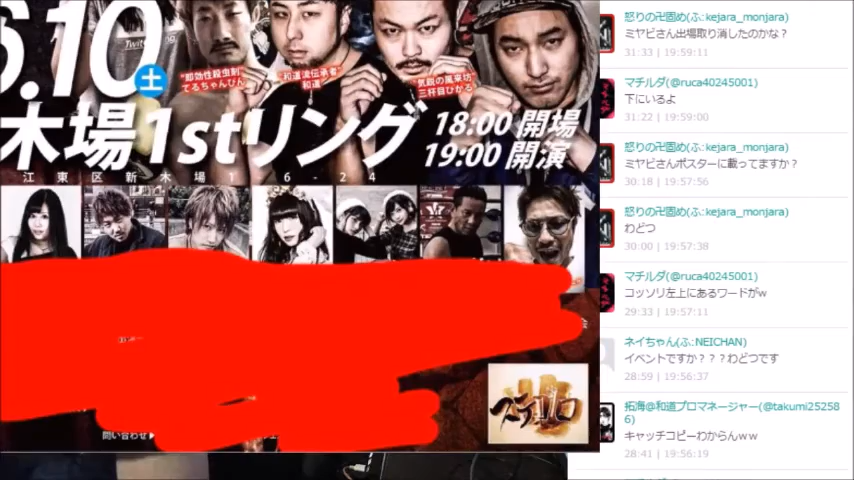 6.10土
Twitc
"即効性殺虫剤"
てるちゃんぴん
"和道流伝承者"
和道
"気鋭の風来坊"
三杯目ひかる
木場1stリング
18:00 開場
19:00 開演
江東区新木場1-6-24
問い合わせ▶
怒りの卍固め(ふ:kejara_monjara)
ミヤビさん出場取り消したのかな？
31:33 | 19:59:11
マチルダ(@ruca40245001)
下にいるよ
31:22 | 19:59:00
怒りの卍固め(ふ:kejara_monjara)
ミヤビさんポスターに載ってますか？
30:18 | 19:57:56
怒りの卍固め(ふ:kejara_monjara)
わどつ
30:00 | 19:57:38
マチルダ(@ruca40245001)
コッソリ左上にあるワードがw
29:33 | 19:57:11
ネイちゃん(ふ:NEICHAN)
イベントですか？？？わどつです
28:59 | 19:56:37
拓海@和道プロマネージャー(@takumi25258
6)
キャッチコピーわからんｗｗ
28:41 | 19:56:19